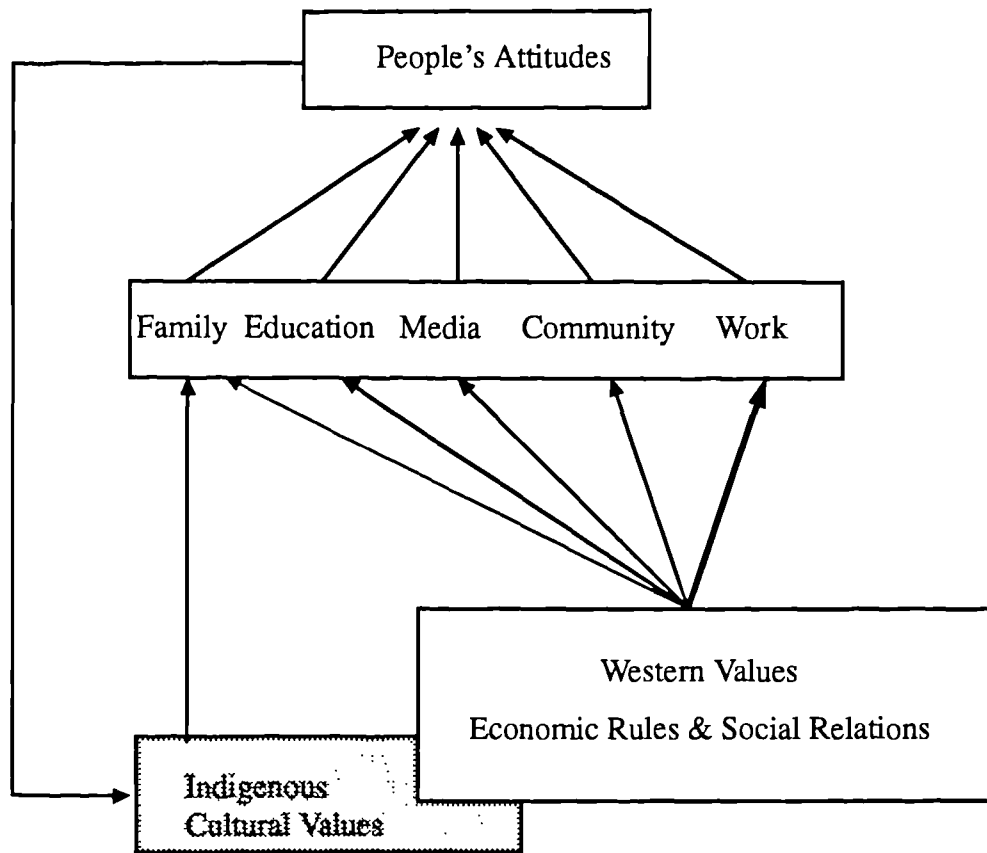 People's Attitudes
Family Education Media Community Work
Western Values
Economic Rules & Social Relations
Indigenous
Cultural Values